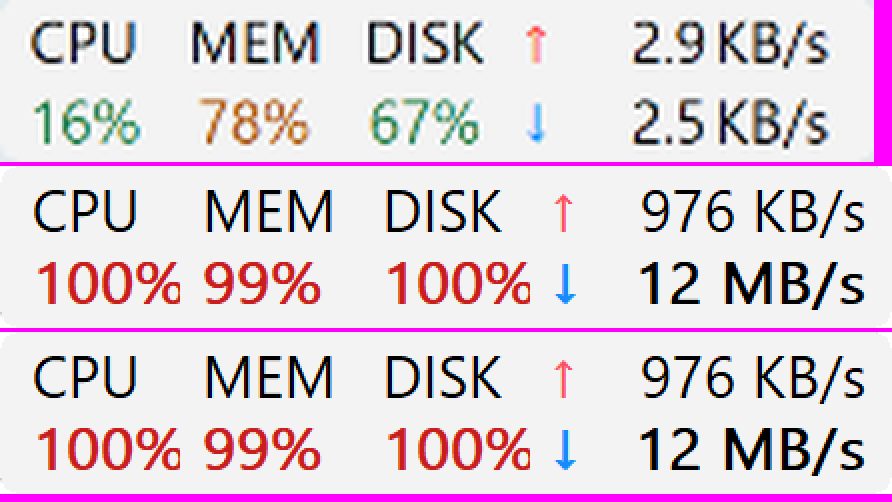 CPU MEM DISK ↑ 2.9 KB/s
16% 78% 67% ↓ 2.5 KB/s
CPU MEM DISK ↑ 976 KB/s
100% 99% 100% ↓ 12 MB/s
CPU MEM DISK ↑ 976 KB/s
100% 99% 100% ↓ 12 MB/s